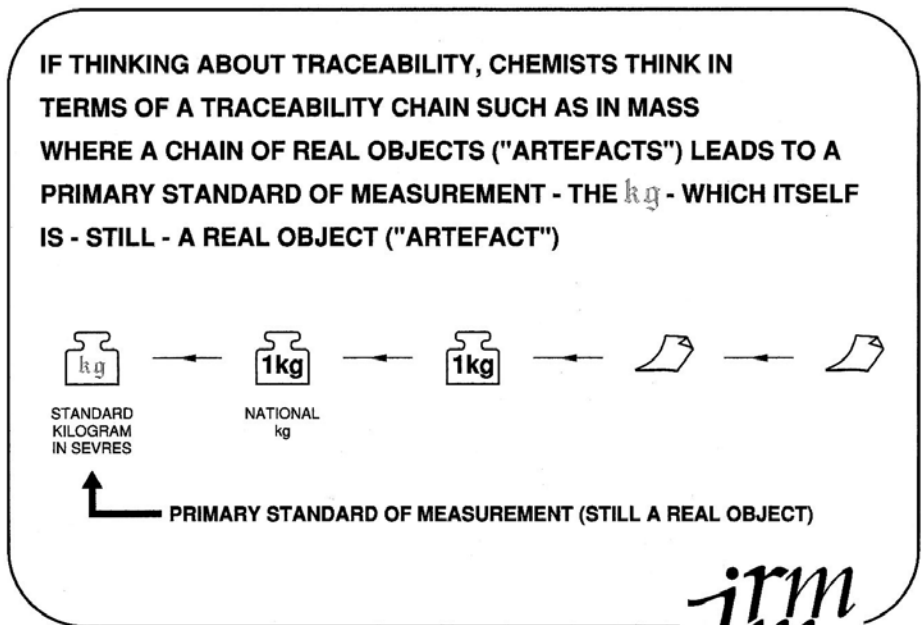 IF THINKING ABOUT TRACEABILITY, CHEMISTS THINK IN
TERMS OF A TRACEABILITY CHAIN SUCH AS IN MASS
WHERE A CHAIN OF REAL OBJECTS ("ARTEFACTS") LEADS TO A
PRIMARY STANDARD OF MEASUREMENT - THE kg - WHICH ITSELF
IS - STILL - A REAL OBJECT ("ARTEFACT")
kg
1kg
1kg
STANDARD
KILOGRAM
IN SEVRES
NATIONAL
kg
PRIMARY STANDARD OF MEASUREMENT (STILL A REAL OBJECT)
irm